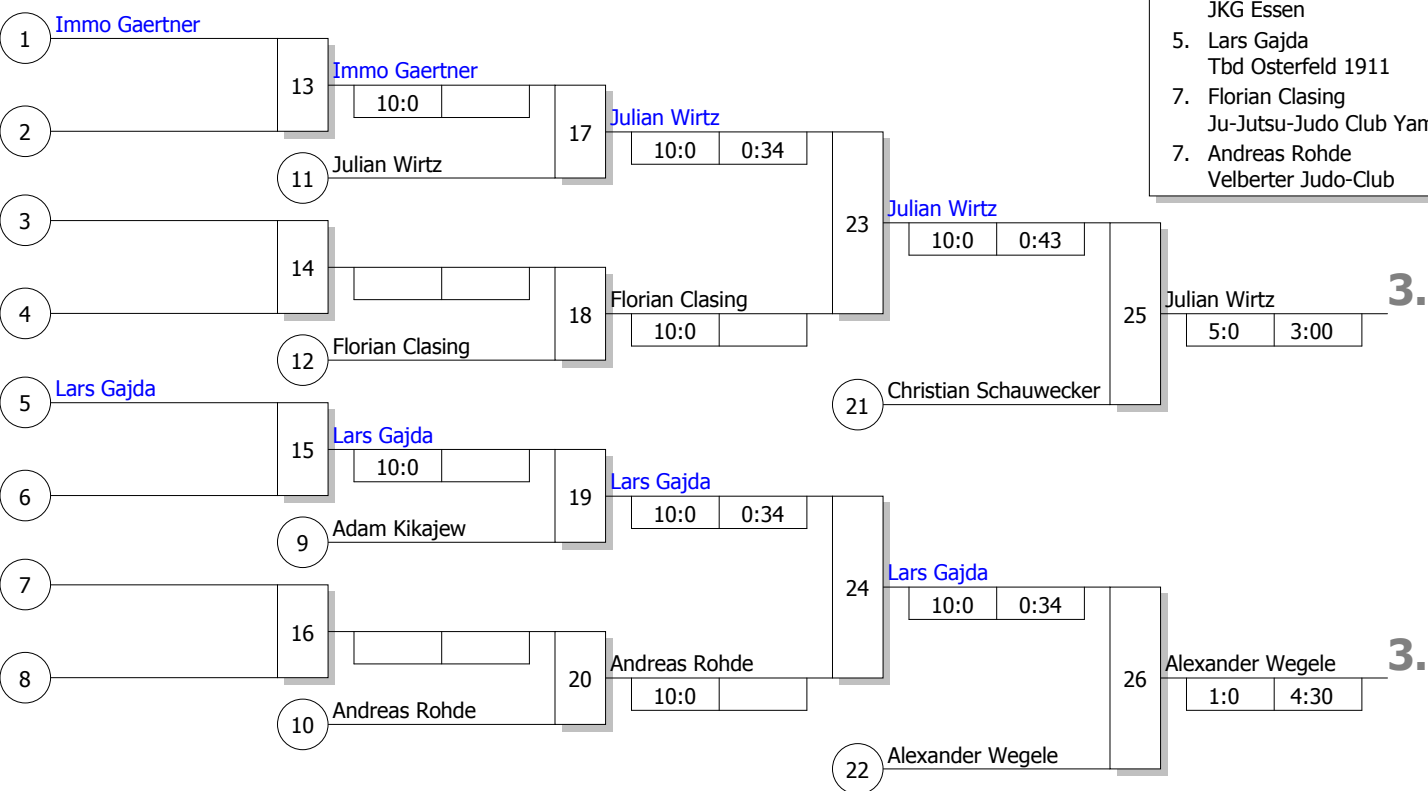 JKG Essen
5. Lars Gajda
Tbd Osterfeld 1911
7. Florian Clasing
Ju-Jutsu-Judo Club Yam
7. Andreas Rohde
Velberter Judo-Club
1 Immo Gaertner
13 Immo Gaertner
10:0
2
17 Julian Wirtz
10:0 0:34
11 Julian Wirtz
3
23 Julian Wirtz
10:0 0:43
14
4
18 Florian Clasing
10:0
12 Florian Clasing
25 Julian Wirtz 3.
5:0 3:00
5 Lars Gajda
21 Christian Schauwecker
15 Lars Gajda
10:0
6
19 Lars Gajda
10:0 0:34
9 Adam Kikajew
7
24 Lars Gajda
10:0 0:34
16
8
20 Andreas Rohde
10:0
10 Andreas Rohde
26 Alexander Wegele 3.
1:0 4:30
22 Alexander Wegele